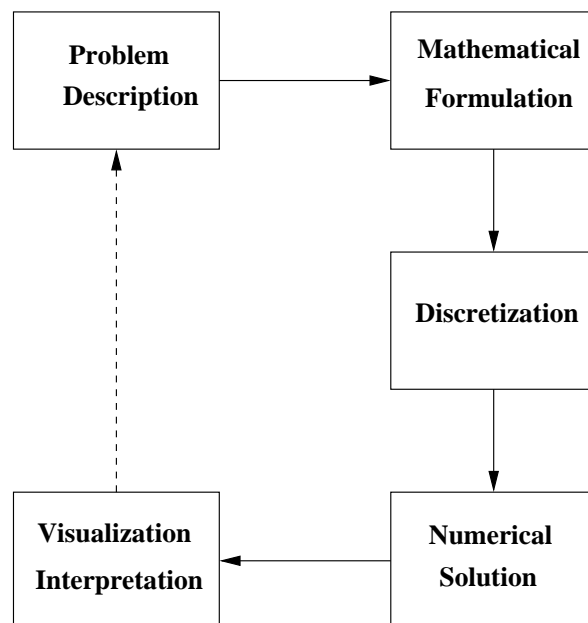 Problem
Description
Mathematical
Formulation
Discretization
Numerical
Solution
Visualization
Interpretation